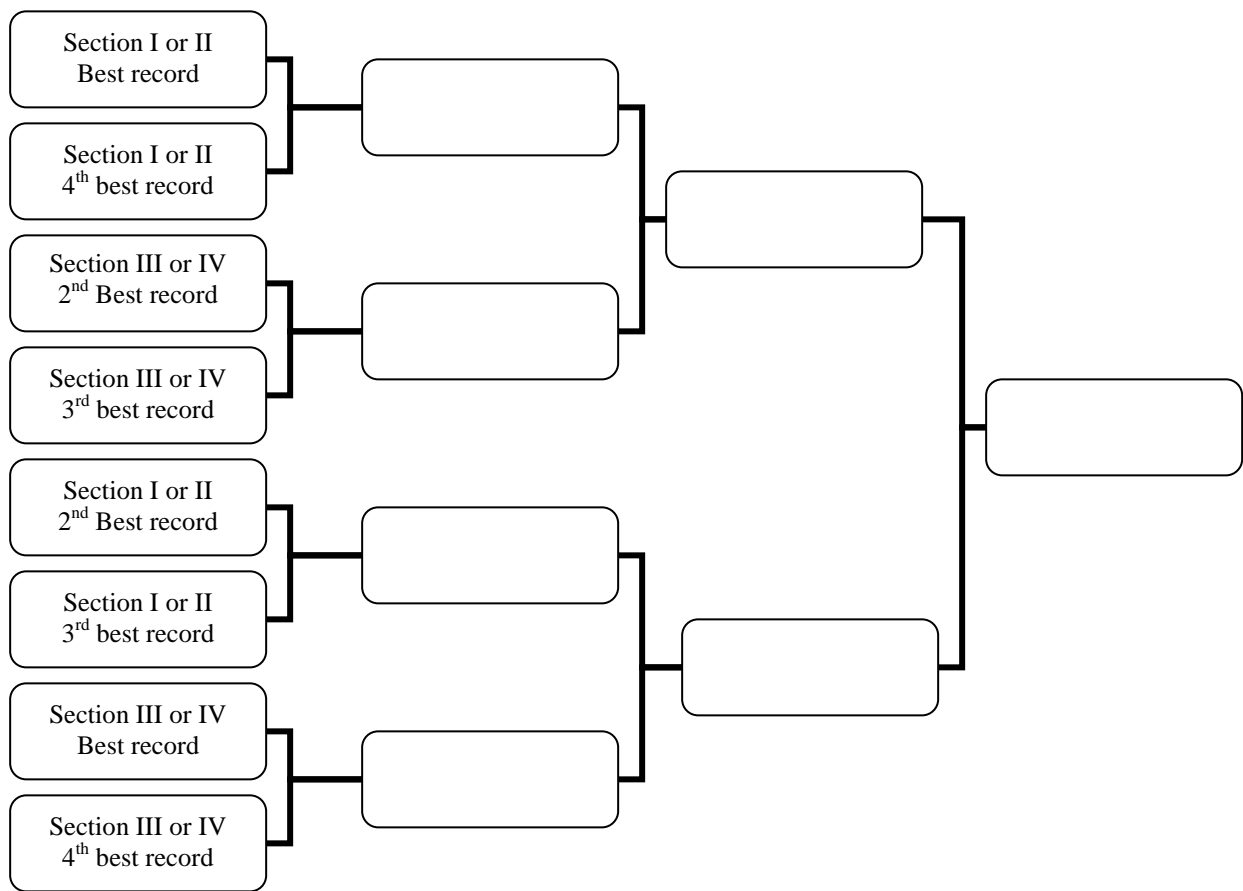 Section I or II
Best record
Section I or II
4th best record
Section III or IV
2nd Best record
Section III or IV
3rd best record
Section I or II
2nd Best record
Section I or II
3rd best record
Section III or IV
Best record
Section III or IV
4th best record